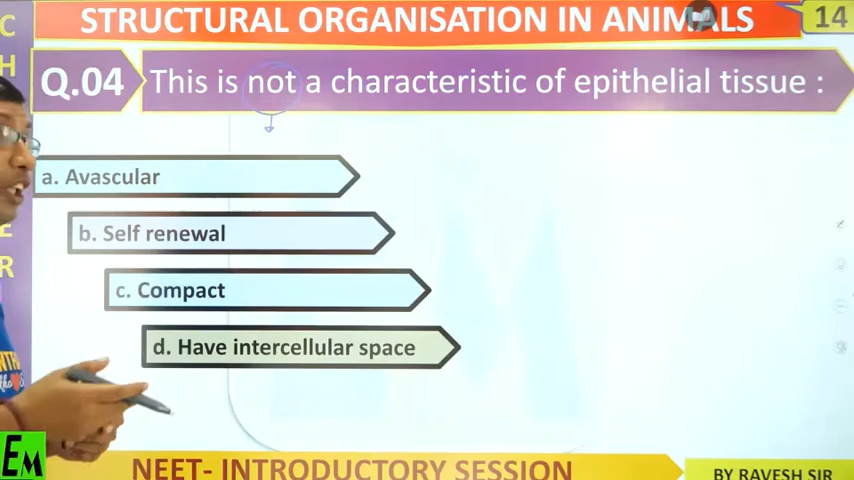 STRUCTURAL ORGANISATION IN ANIMALS
14
Q.04 This is not a characteristic of epithelial tissue :
a. Avascular
b. Self renewal
c. Compact
d. Have intercellular space
EM
NEET- INTRODUCTORY SESSION
BY RAVESH SIR